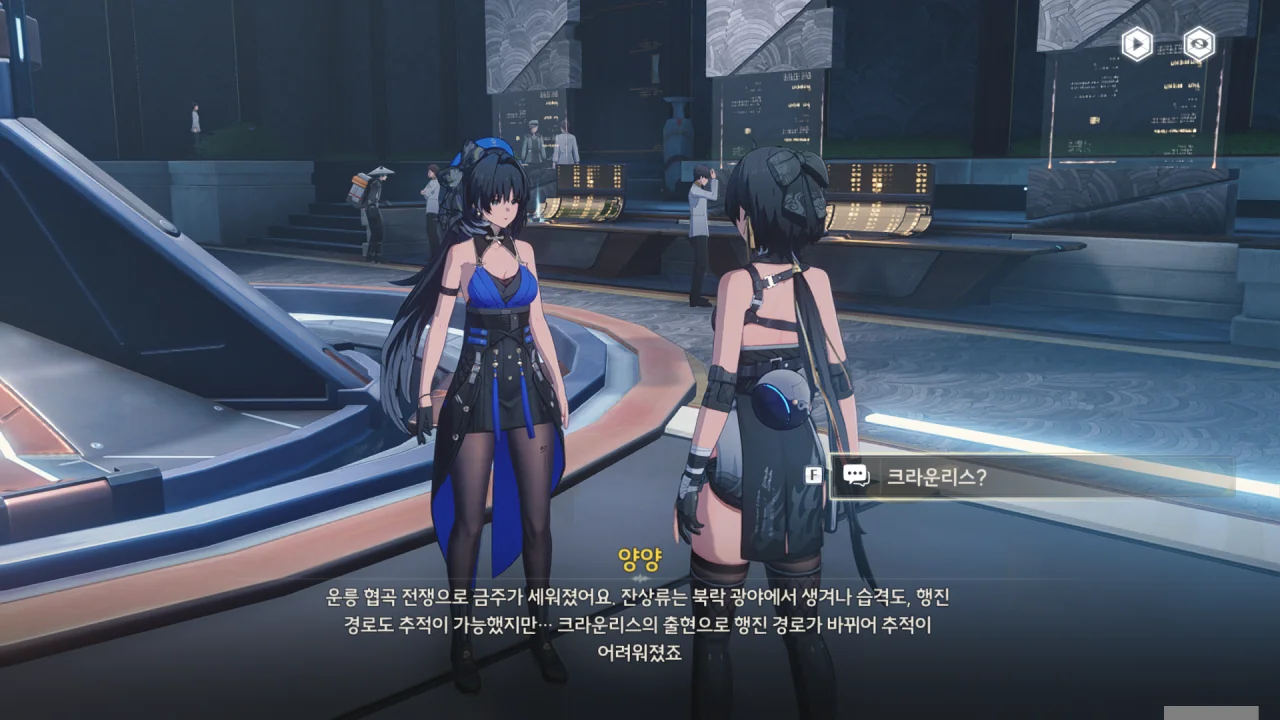 F 크라운리스?
양양
운릉 협곡 전쟁으로 금주가 세워졌어요. 잔상류는 북락 광야에서 생겨나 습격도, 행진
경로도 추적이 가능했지만… 크라운리스의 출현으로 행진 경로가 바뀌어 추적이
어려워졌죠